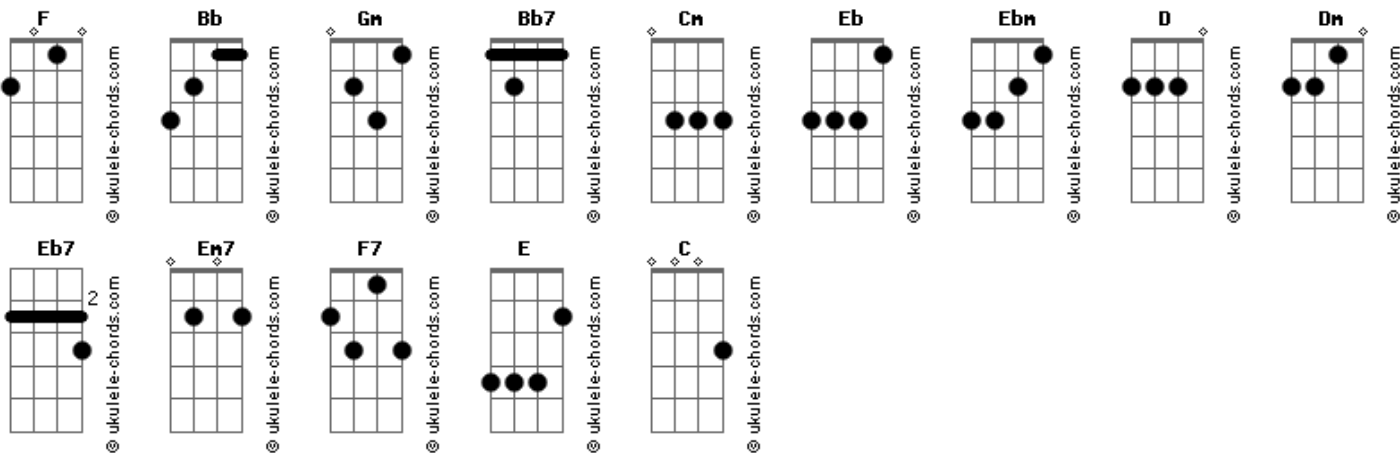 F Bb Gm Bb7 Cm Eb Ebm D Dm
© ukulele-chords.com © ukulele-chords.com © ukulele-chords.com © ukulele-chords.com © ukulele-chords.com © ukulele-chords.com © ukulele-chords.com © ukulele-chords.com © ukulele-chords.com
Eb7 Em7 F7 E C
2
© ukulele-chords.com © ukulele-chords.com © ukulele-chords.com © ukulele-chords.com © ukulele-chords.com